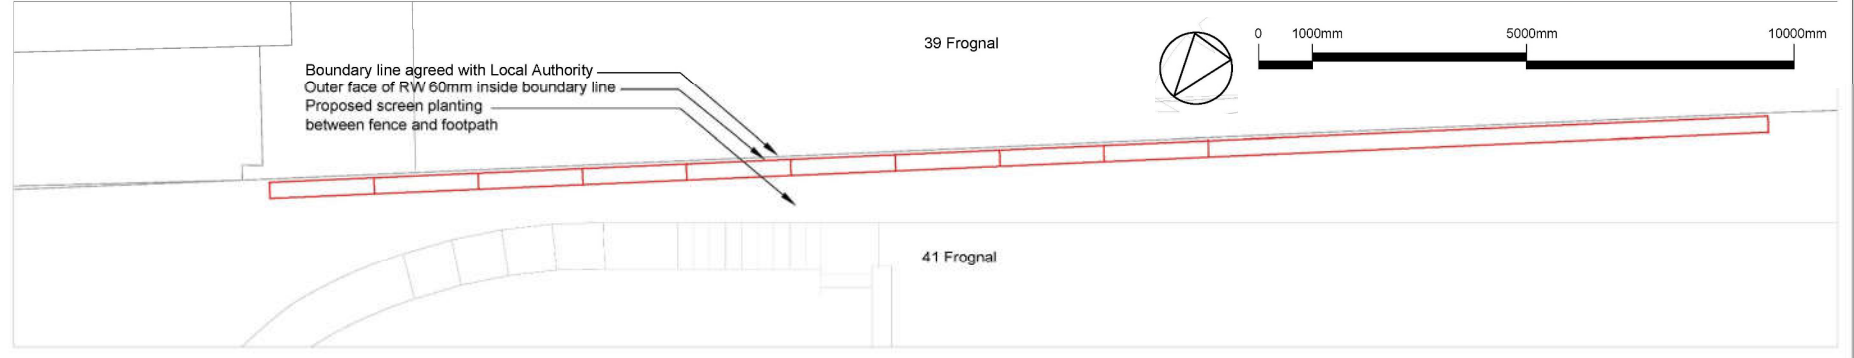 39 Frognal
0 1000mm 5000mm 10000mm
Boundary line agreed with Local Authority
Outer face of RW 60mm inside boundary line
Proposed screen planting
between fence and footpath
41 Frognal